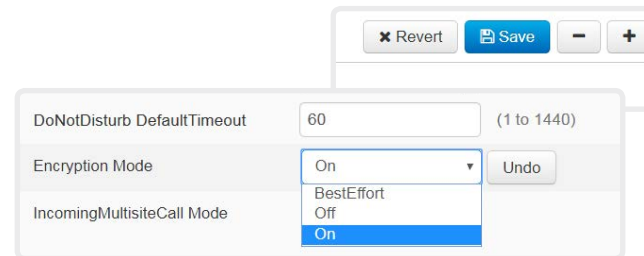 Revert Save
DoNotDisturb DefaultTimeout 60 (1 to 1440)
Encryption Mode On Undo
BestEffort
IncomingMultisiteCall Mode Off
On